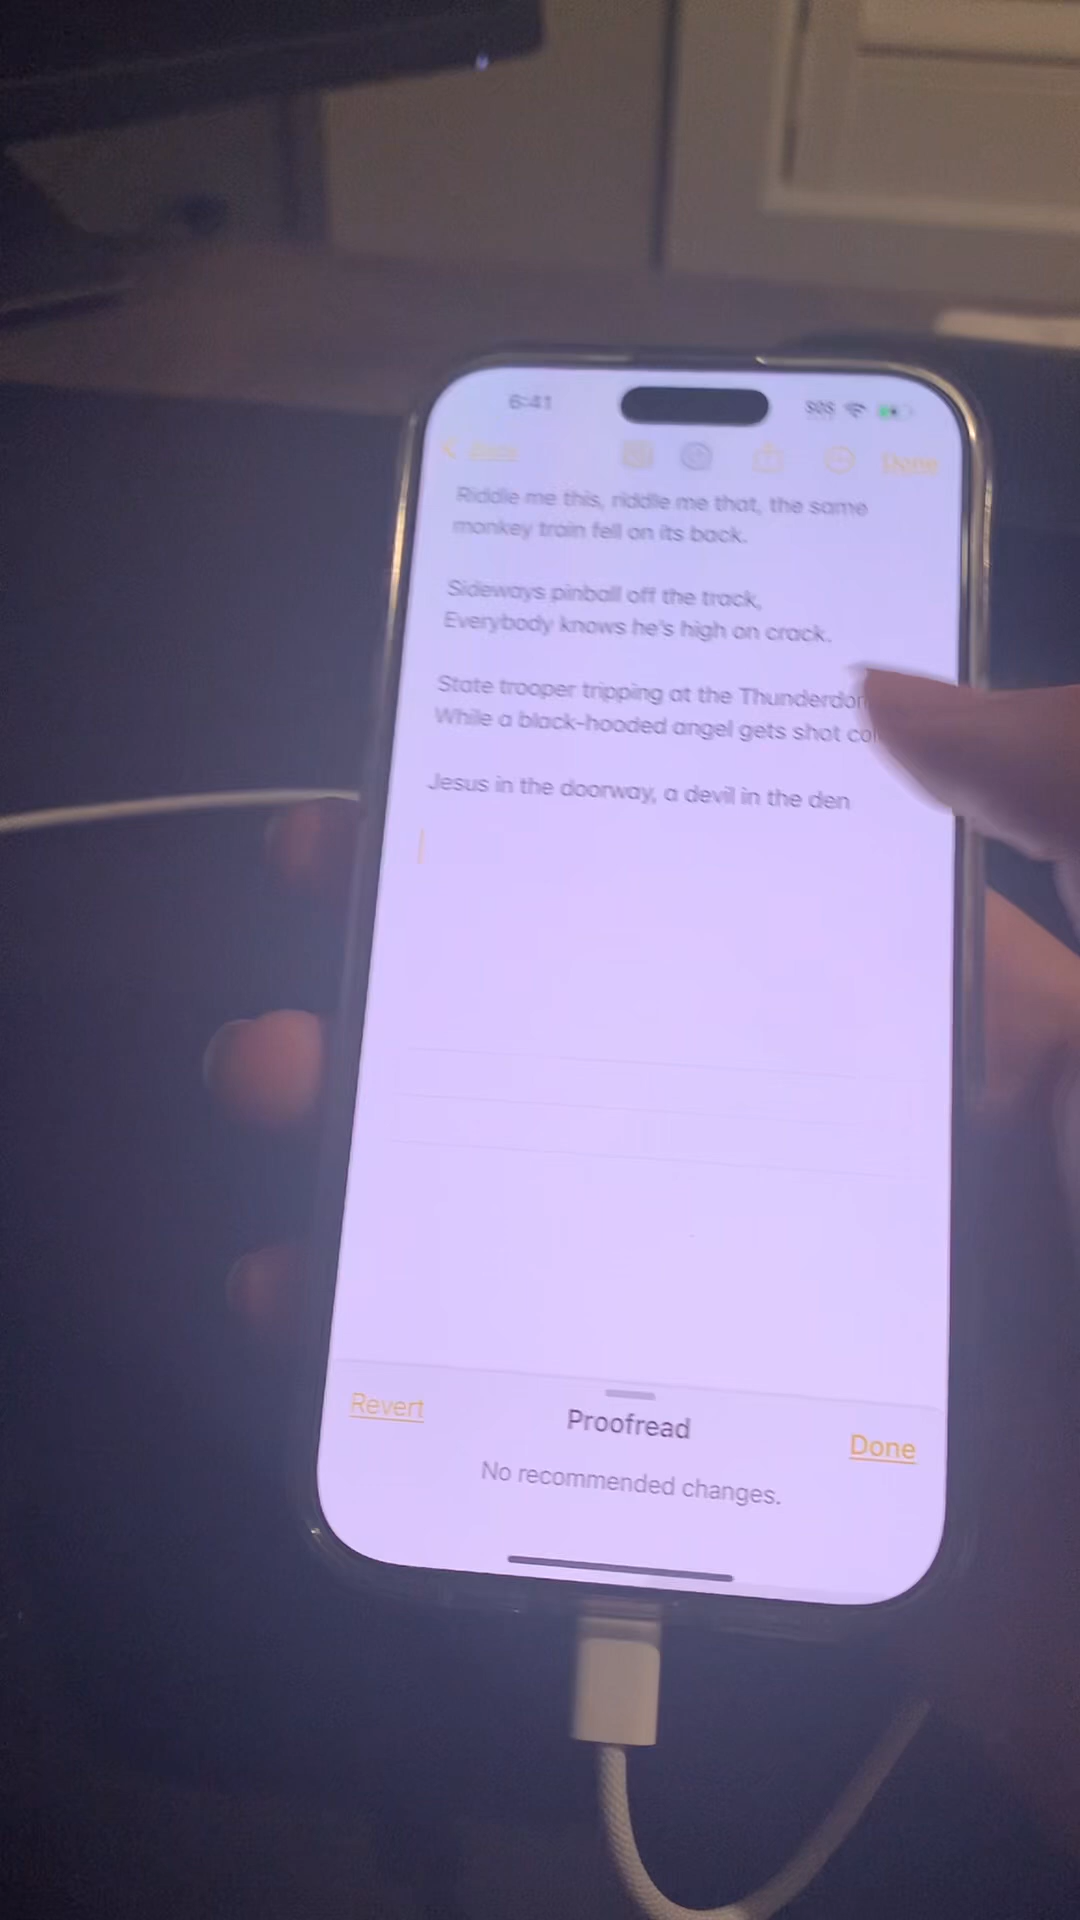 6:41
SOS
Done
Riddle me this, riddle me that, the same
monkey train fell on its back.
Sideways pinball off the track,
Everybody knows he's high on crack.
State trooper tripping at the
While a black-hooded angel gets shot
Jesus in the doorway, a devil in the den
Revert
Proofread
Done
No recommended changes.